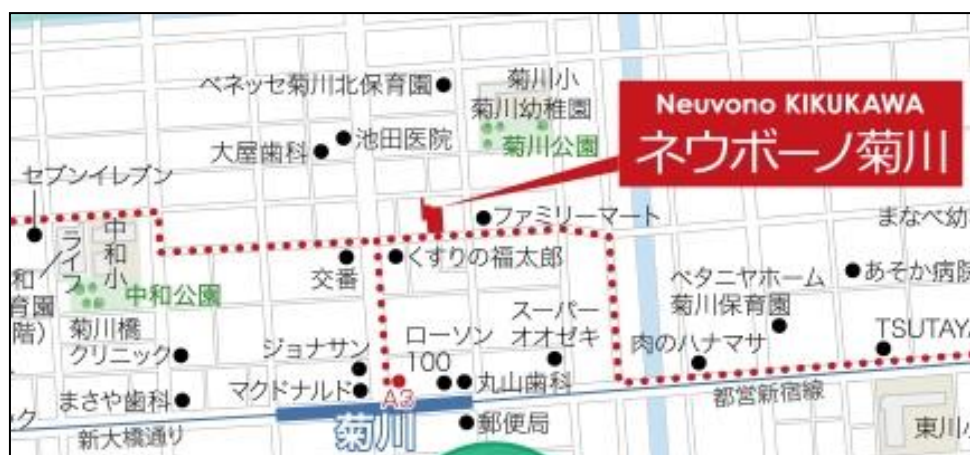 ベネッセ菊川北保育園
菊川小
菊川幼稚園
菊川公園
Neuvono KIKUKAWA
ネウボーノ菊川
大屋歯科
池田医院
セブンイレブン
ファミリーマート
まなべ幼
ライフ
中和小
和
育園
階)
中和公園
交番
くすりの福太郎
ベタニヤホーム
菊川保育園
あそか病院
菊川橋
クリニック
ジョナサン
ローソン
100
スーパー
オオゼキ
肉のハナマサ
TSUTAYA
まさや歯科
マクドナルド
A3
丸山歯科
都営新宿線
ック
新大橋通り
菊川
郵便局
東川小